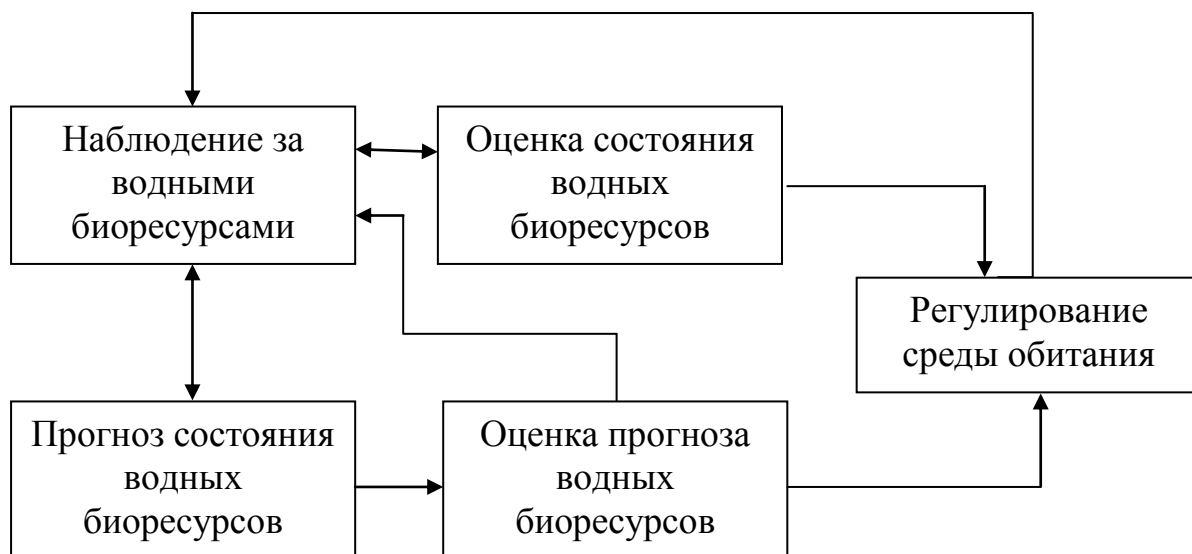 Наблюдение за
водными
биоресурсами
Оценка состояния
водных
биоресурсов
Регулирование
среды обитания
Прогноз состояния
водных
биоресурсов
Оценка прогноза
водных
биоресурсов